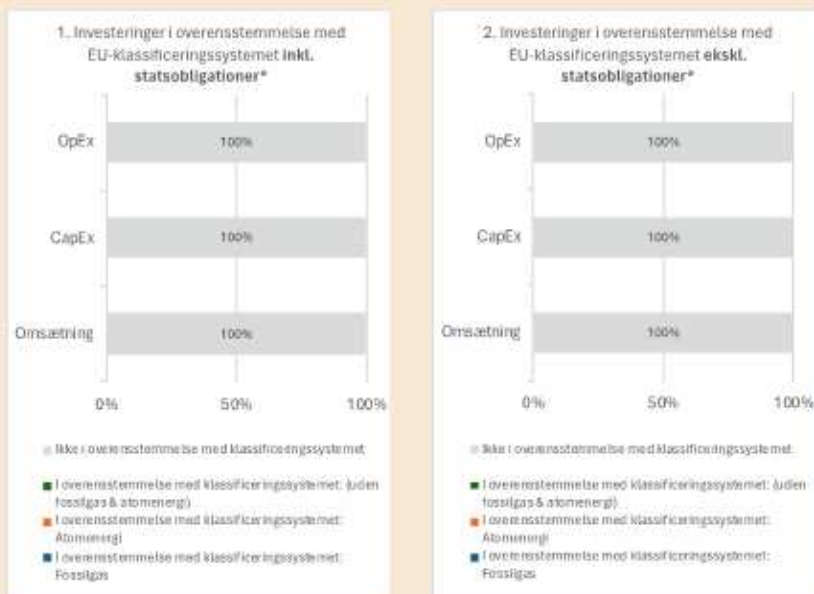 1. Investeringer i overensstemmelse med
EU-klassificeringssystemet inkl.
statsobligationer*
OpEx
100%
CapEx
100%
Omsætning
100%
0%
50%
100%
Ikke i overensstemmelse med klassificeringssystemet
I overensstemmelse med klassificeringssystemet: (uden
fossilgas & atomenergi)
I overensstemmelse med klassificeringssystemet:
Atomenergi
I overensstemmelse med klassificeringssystemet:
Fossilgas
2. Investeringer i overensstemmelse med
EU-klassificeringssystemet ekskl.
statsobligationer*
OpEx
100%
CapEx
100%
Omsætning
100%
0%
50%
100%
Ikke i overensstemmelse med klassificeringssystemet
I overensstemmelse med klassificeringssystemet: (uden
fossilgas & atomenergi)
I overensstemmelse med klassificeringssystemet:
Atomenergi
I overensstemmelse med klassificeringssystemet:
Fossilgas